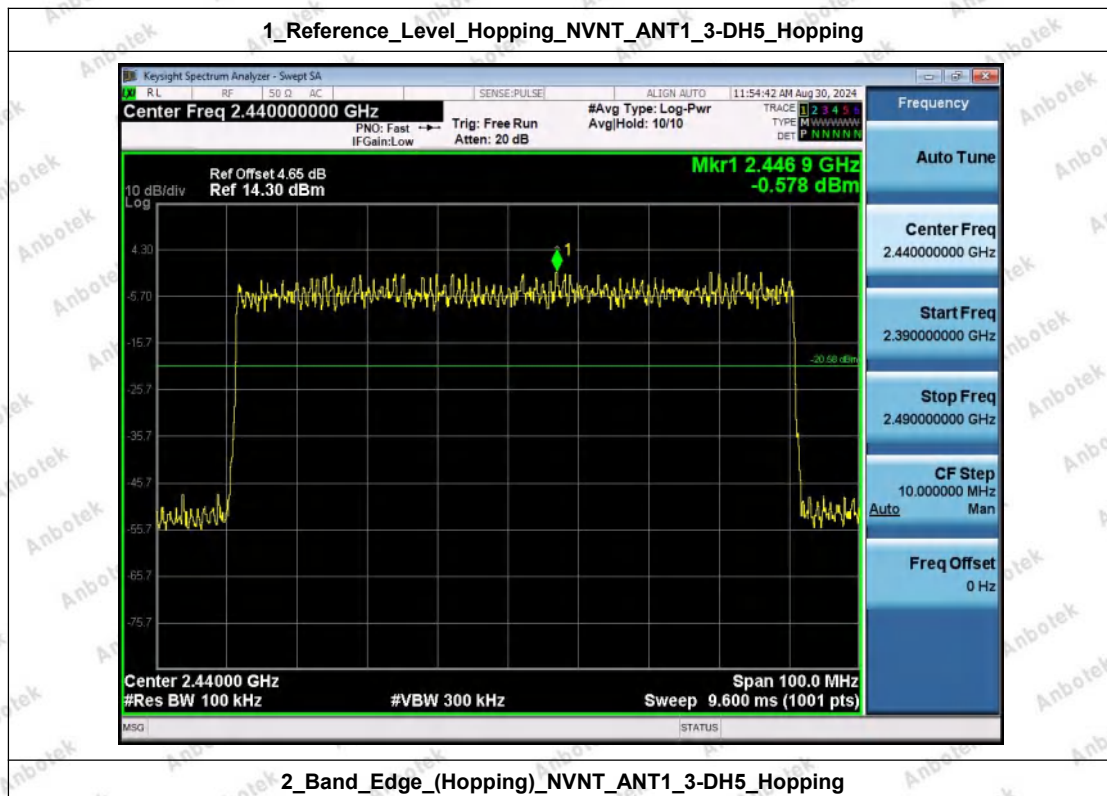 1_Reference_Level_Hopping_NVNT_ANT1_3-DH5_Hopping
Keysight Spectrum Analyzer - Swept SA
RL RF 50 Ω AC SENSE:PULSE ALIGN AUTO 11:54:42 AM Aug 30, 2024
Center Freq 2.440000000 GHz
PNO: Fast
IFGain:Low
Trig: Free Run
Atten: 20 dB
#Avg Type: Log-Pwr
Avg|Hold: 10/10
TRACE 1 2 3 4 5 6
TYPE M W W W W W
DET P N N N N N
Frequency
Mkr1 2.446 9 GHz
-0.578 dBm
Ref Offset 4.65 dB
10 dB/div Ref 14.30 dBm
Log
4.30
-5.70
-15.7
-25.7
-35.7
-45.7
-55.7
-65.7
-75.7
1
-20.58 dBm
Center 2.44000 GHz Span 100.0 MHz
#Res BW 100 kHz #VBW 300 kHz Sweep 9.600 ms (1001 pts)
MSG STATUS
Auto Tune
Center Freq
2.440000000 GHz
Start Freq
2.390000000 GHz
Stop Freq
2.490000000 GHz
CF Step
10.000000 MHz
Auto Man
Freq Offset
0 Hz
2_Band_Edge_(Hopping)_NVNT_ANT1_3-DH5_Hopping
Anbotek